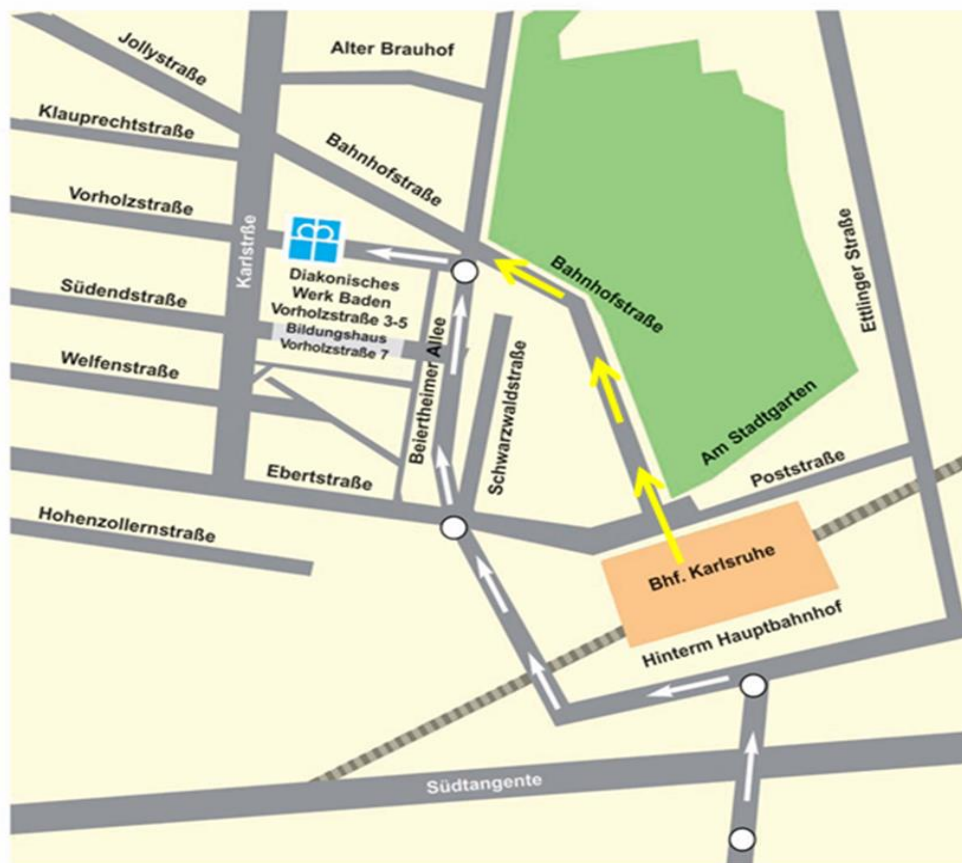 Alter Brauhof
Jollystraße
Klauprechtstraße
Bahnhofstraße
Vorholzstraße
Karlstrße
Diakonisches
Werk Baden
Vorholzstraße 3-5
Bildungshaus
Vorholzstraße 7
Bahnhofstraße
Ettlinger Straße
Südendstraße
Welfenstraße
Beiertheimer Allee
Schwarzwaldstraße
Am Stadtgarten
Ebertstraße
Poststraße
Hohenzollernstraße
Bhf. Karlsruhe
Hinterm Hauptbahnhof
Südtangente